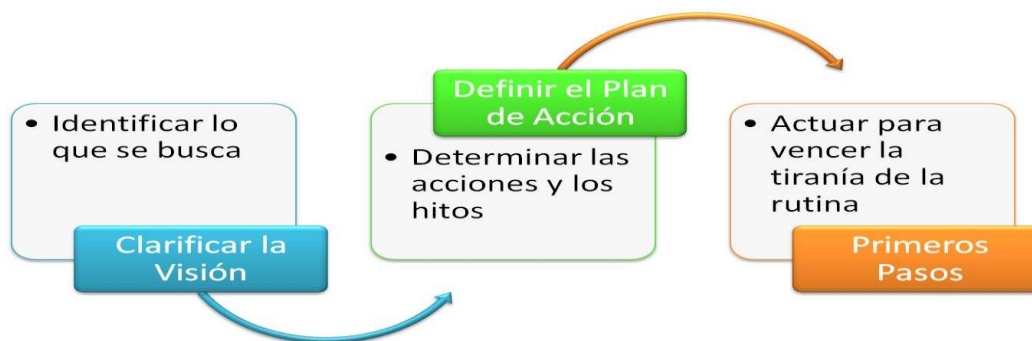 • Identificar lo
que se busca
Clarificar la
Visión
Definir el Plan
de Acción
• Determinar las
acciones y los
hitos
• Actuar para
vencer la
tiranía de la
rutina
Primeros
Pasos